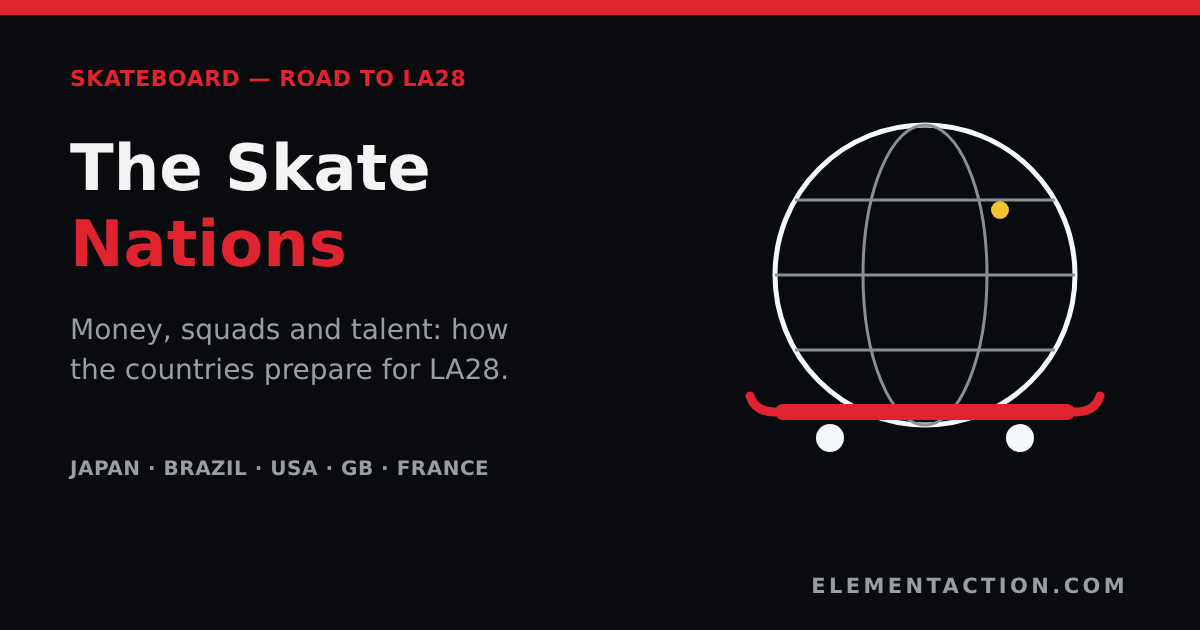 SKATEBOARD — ROAD TO LA28
The Skate
Nations
Money, squads and talent: how
the countries prepare for LA28.
JAPAN · BRAZIL · USA · GB · FRANCE
ELEMENTACTION.COM